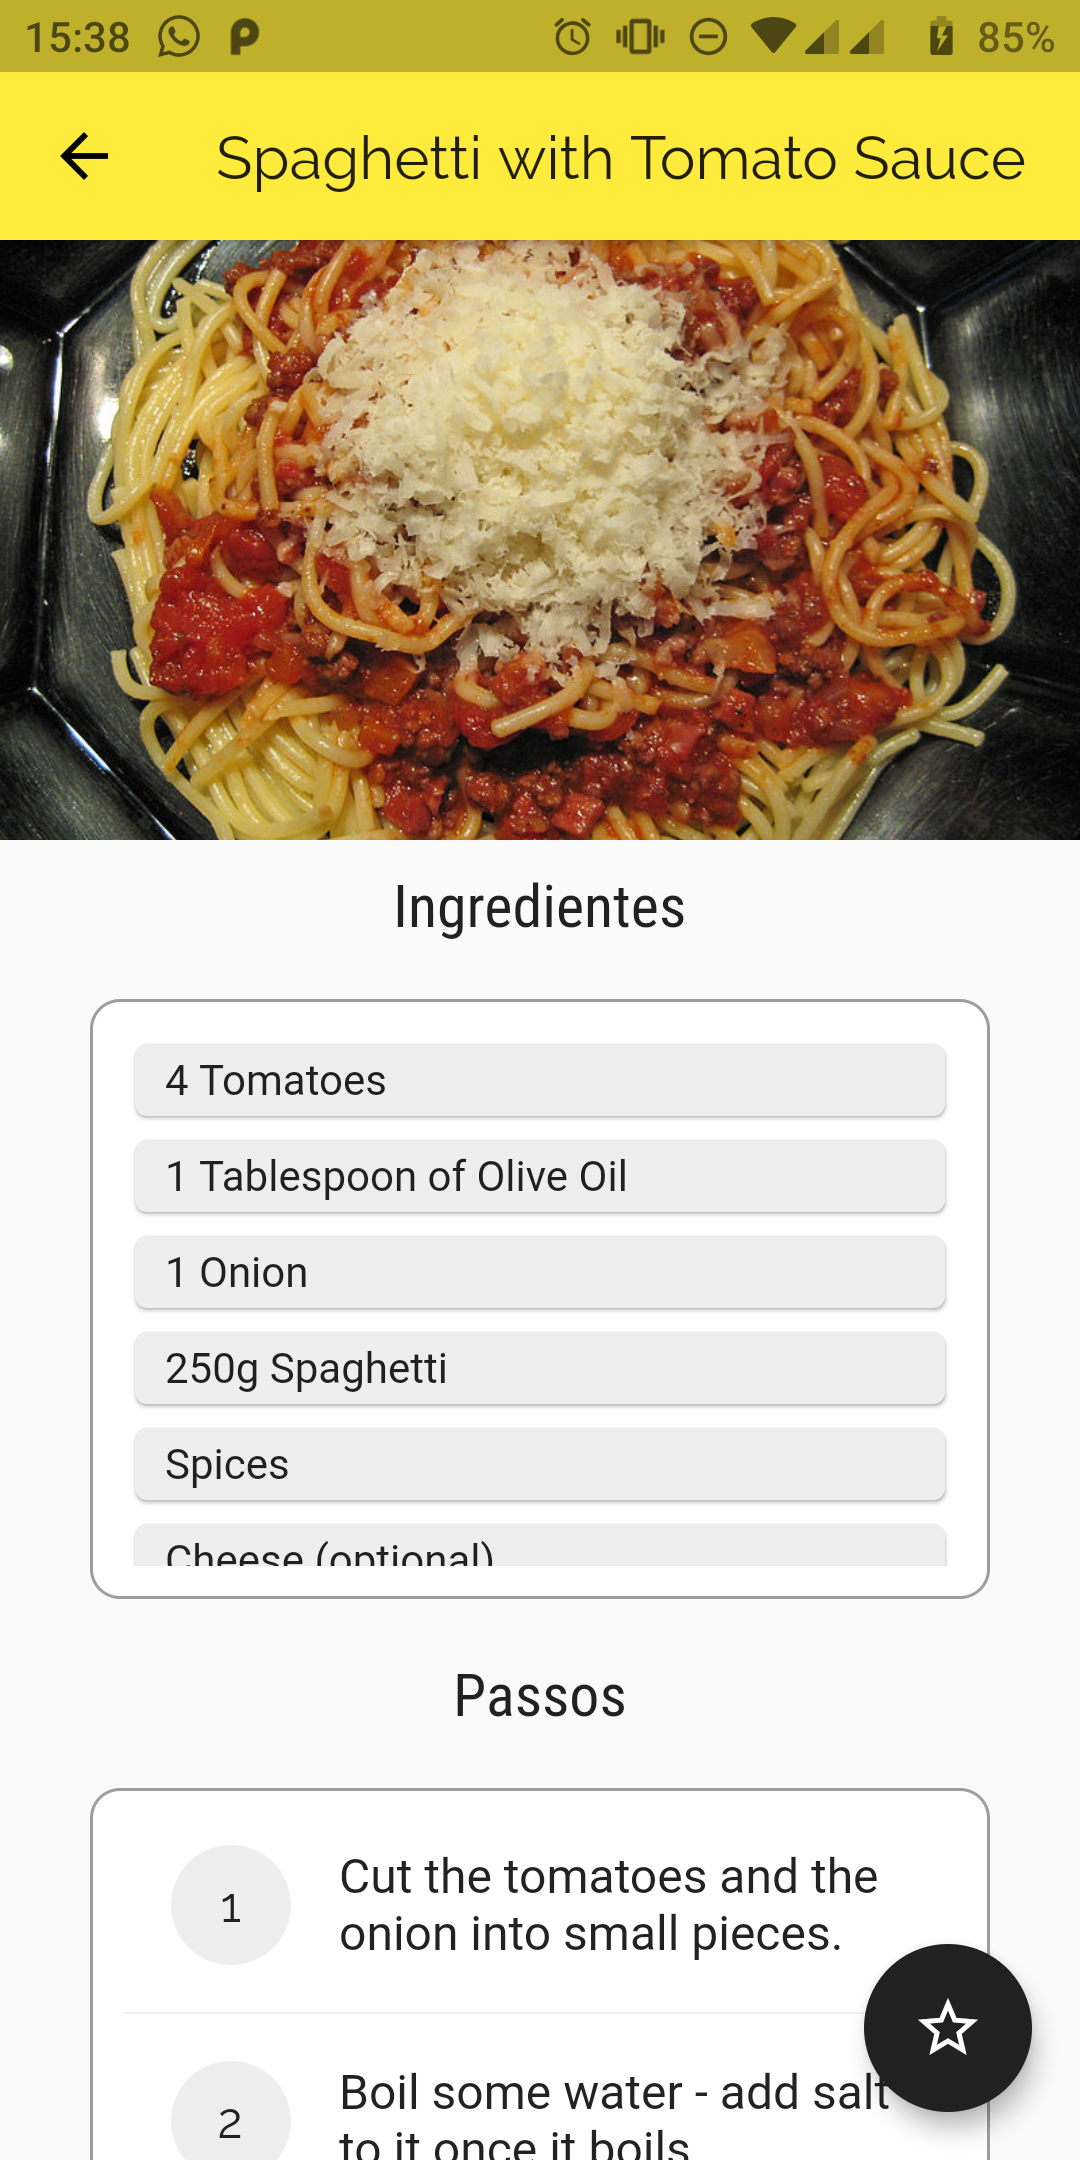 15:38
85%
Spaghetti with Tomato Sauce
Ingredientes
4 Tomatoes
1 Tablespoon of Olive Oil
1 Onion
250g Spaghetti
Spices
Cheese (optional)
Passos
1
Cut the tomatoes and the
onion into small pieces.
2
Boil some water - add salt
to it once it boils